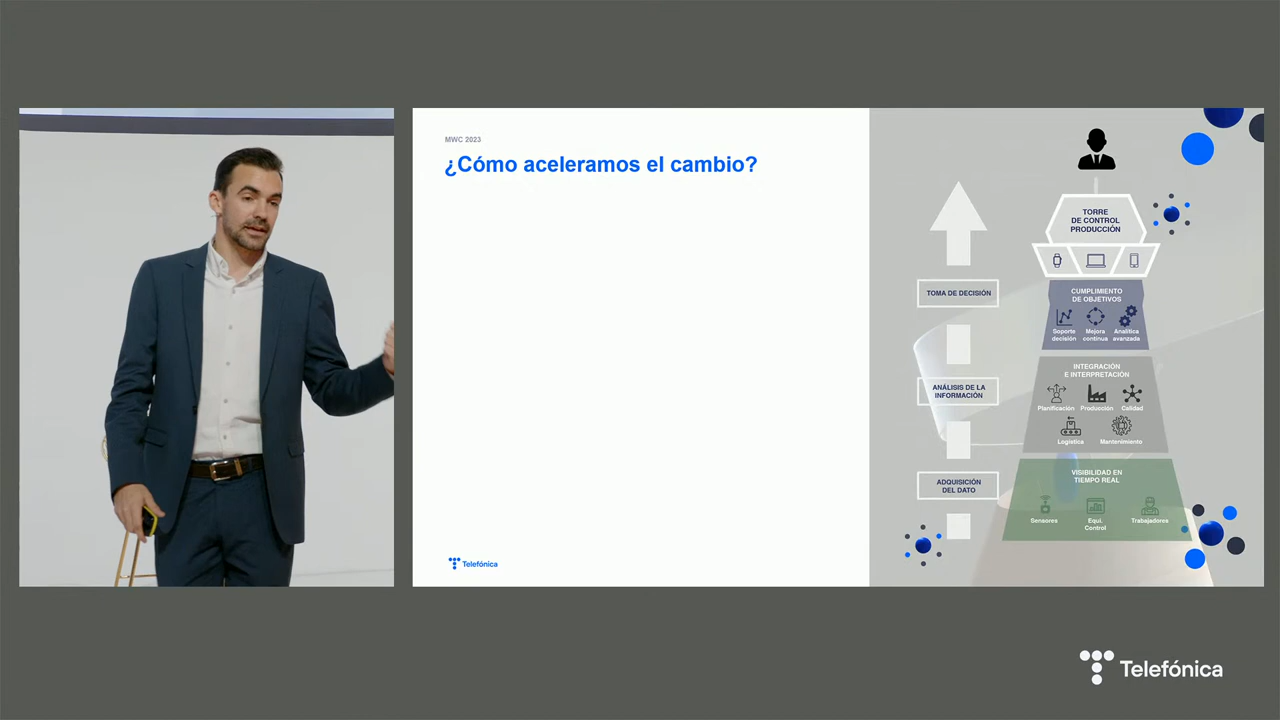 MWC 2023
¿Cómo aceleramos el cambio?
Telefónica
TOMA DE DECISIÓN
ANÁLISIS DE LA
INFORMACIÓN
ADQUISICIÓN
DEL DATO
TORRE
DE CONTROL
PRODUCCIÓN
CUMPLIMIENTO
DE OBJETIVOS
Soporte decisión
Mejora continua
Analítica avanzada
INTEGRACIÓN
E INTERPRETACIÓN
Planificación Producción Calidad
Logística Mantenimiento
VISIBILIDAD EN
TIEMPO REAL
Sensores
Equi. Control
Trabajadores
Telefónica